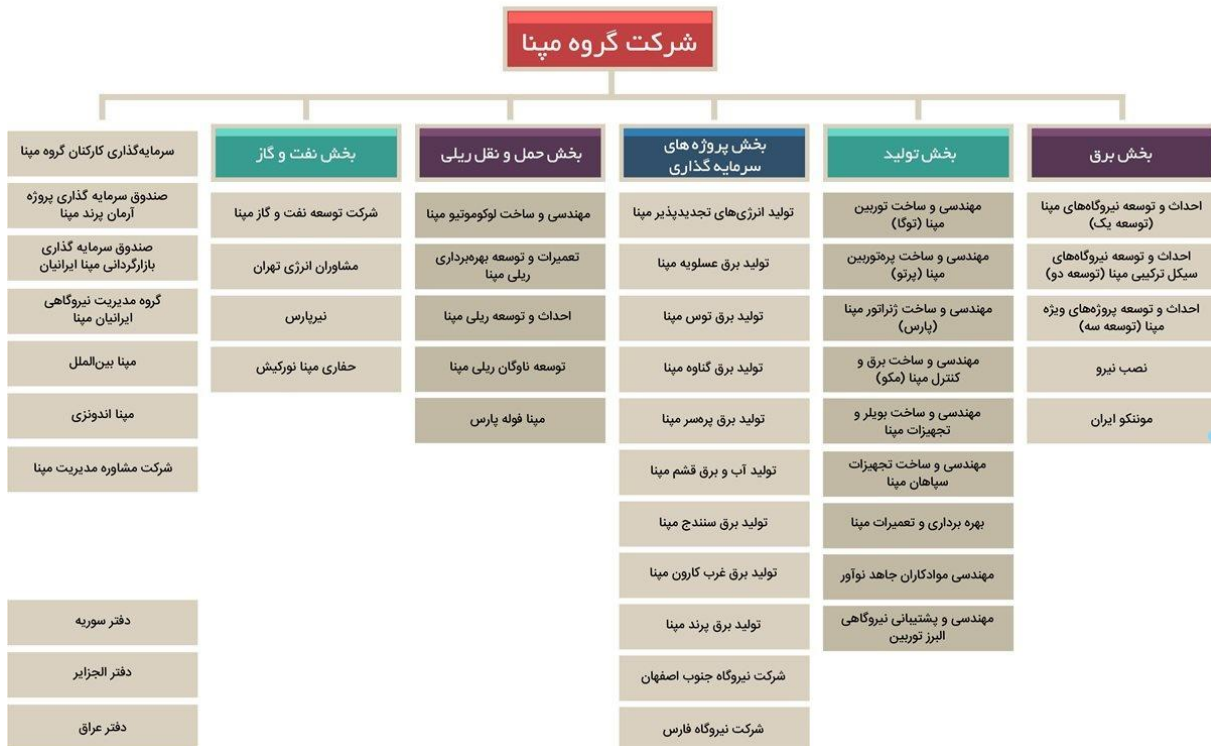 شرکت گروه مپنا
بخش برق
احداث و توسعه نیروگاه‌های مپنا
(توسعه یک)
احداث و توسعه نیروگاه‌های
سیکل ترکیبی مپنا (توسعه دو)
احداث و توسعه پروژه‌های ویژه
مپنا (توسعه سه)
نصب نیرو
موننکو ایران
بخش تولید
مهندسی و ساخت توربین
مپنا (توگا)
مهندسی و ساخت پره‌توربین
مپنا (پرتو)
مهندسی و ساخت ژنراتور مپنا
(پارس)
مهندسی و ساخت برق و
کنترل مپنا (مکو)
مهندسی و ساخت بویلر و
تجهیزات مپنا
مهندسی و ساخت تجهیزات
سپاهان مپنا
بهره برداری و تعمیرات مپنا
مهندسی موادکاران جاهد نوآور
مهندسی و پشتیبانی نیروگاهی
البرز توربین
بخش پروژه های
سرمایه گذاری
تولید انرژی‌های تجدیدپذیر مپنا
تولید برق عسلویه مپنا
تولید برق توس مپنا
تولید برق گناوه مپنا
تولید برق پره‌سر مپنا
تولید آب و برق قشم مپنا
تولید برق سنندج مپنا
تولید برق غرب کارون مپنا
تولید برق پرند مپنا
شرکت نیروگاه جنوب اصفهان
شرکت نیروگاه فارس
بخش حمل و نقل ریلی
مهندسی و ساخت لوکوموتیو مپنا
تعمیرات و توسعه بهره‌برداری
ریلی مپنا
احداث و توسعه ریلی مپنا
توسعه ناوگان ریلی مپنا
مپنا فوله پارس
بخش نفت و گاز
شرکت توسعه نفت و گاز مپنا
مشاوران انرژی تهران
نیرپارس
حفاری مپنا نورکیش
سرمایه‌گذاری کارکنان گروه مپنا
صندوق سرمایه گذاری پروژه
آرمان پرند مپنا
صندوق سرمایه گذاری
بازارگردانی مپنا ایرانیان
گروه مدیریت نیروگاهی
ایرانیان مپنا
مپنا بین‌الملل
مپنا اندونزی
شرکت مشاوره مدیریت مپنا
دفتر سوریه
دفتر الجزایر
دفتر عراق